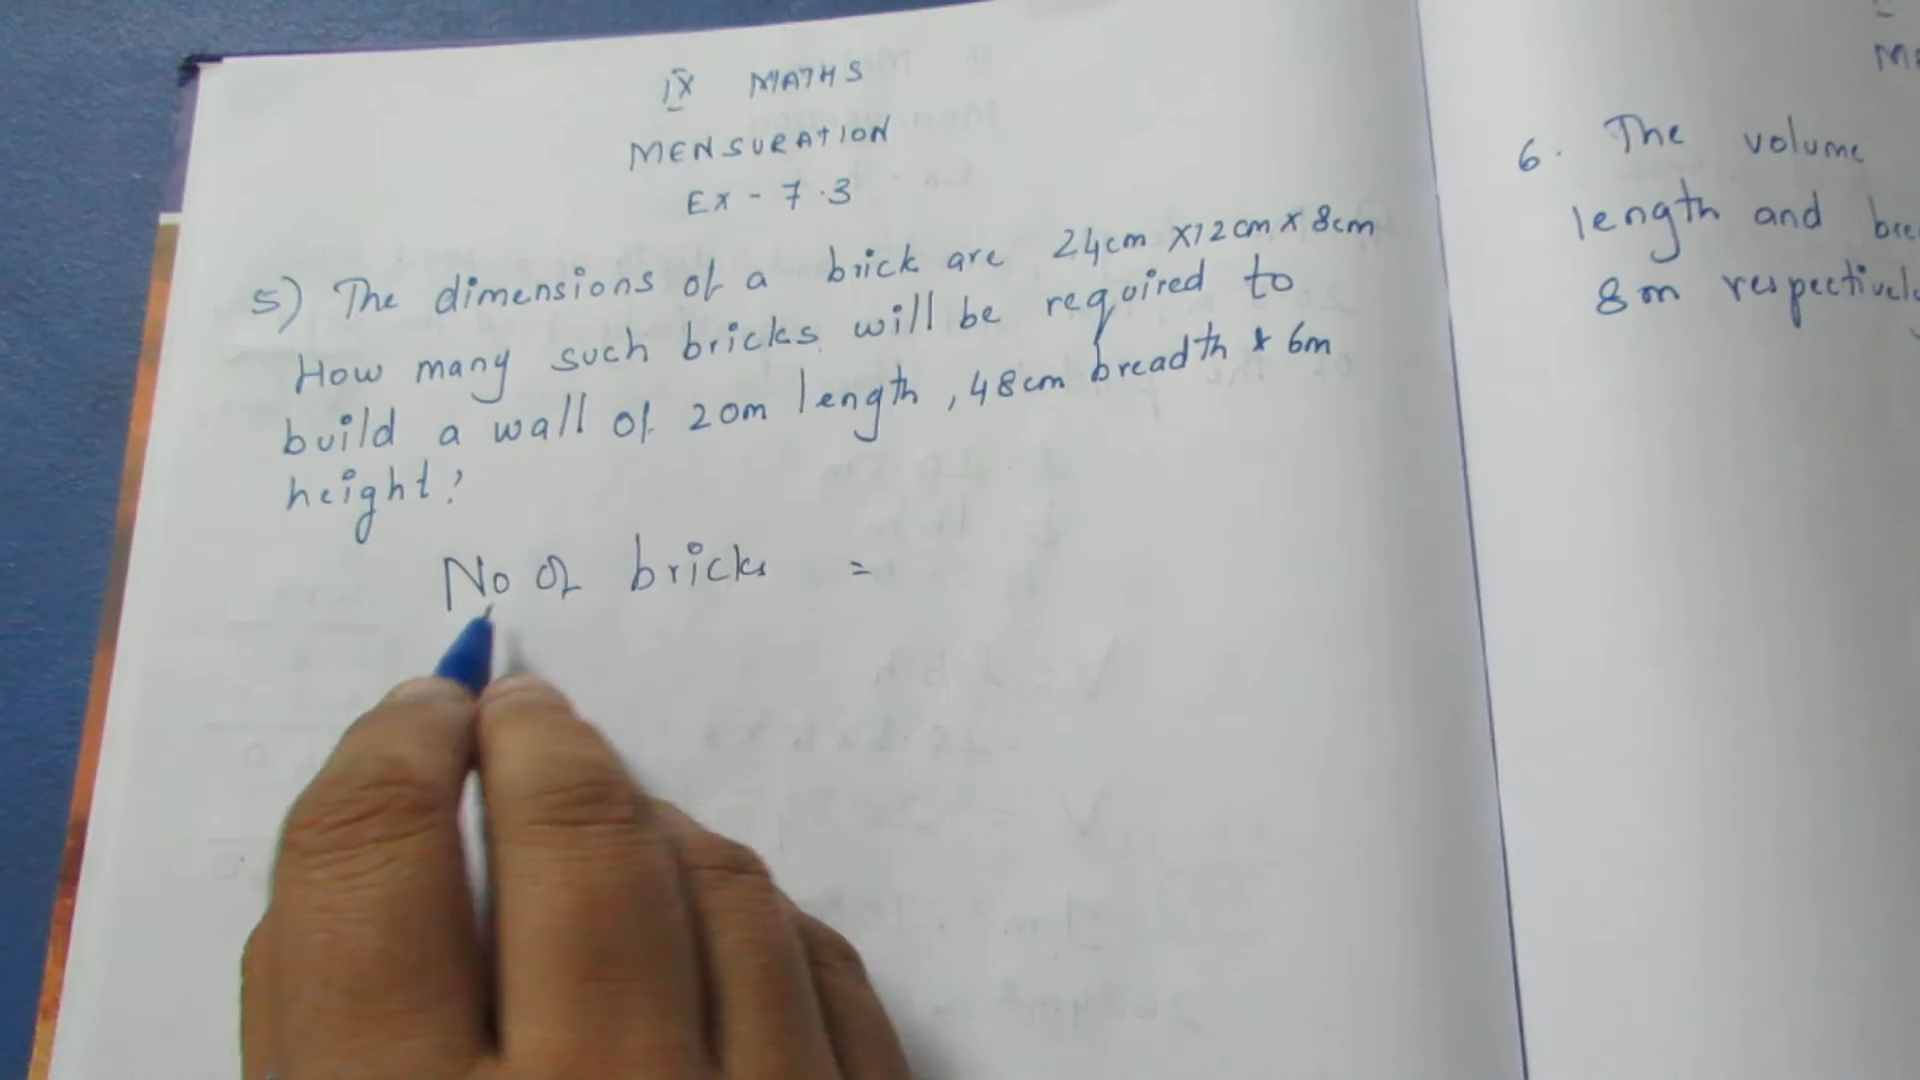 IX MATHS
MENSURATION
Ex - 7.3
5) The dimensions of a brick are 24cm x12cm x 8cm
How many such bricks will be required to
build a wall of 20m length, 48cm breadth & 6m
height?
No of bricks =
6. The volume
length and
8m respectively